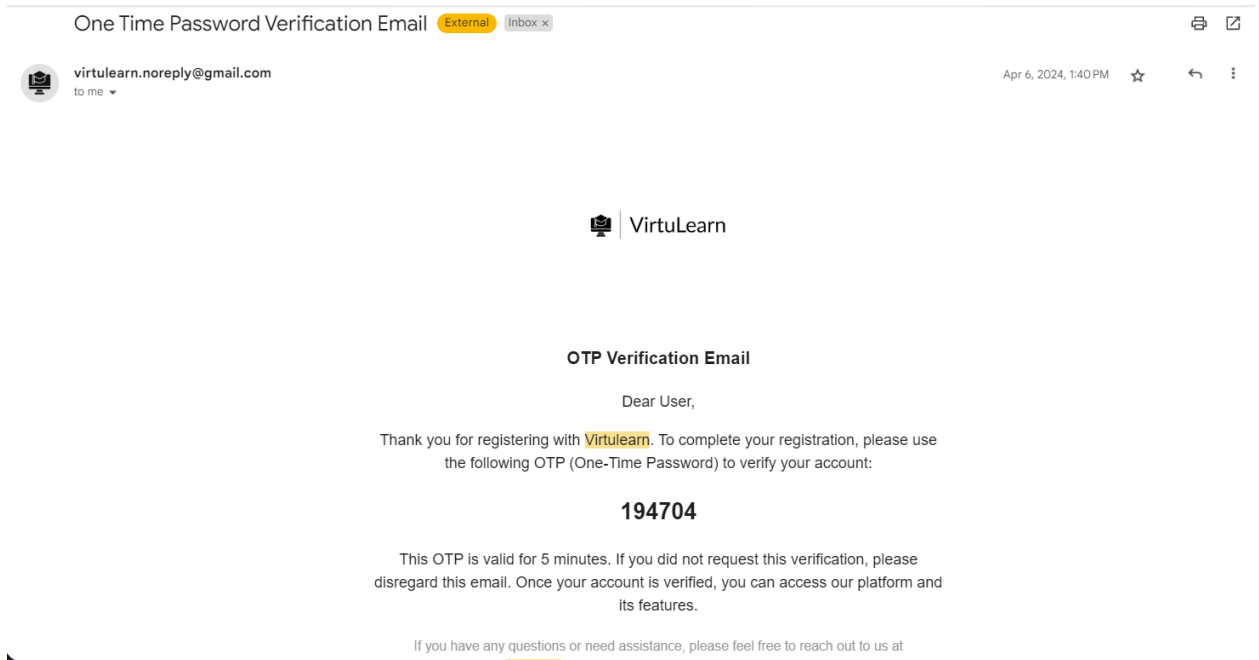 One Time Password Verification Email External Inbox ×
virtulearn.noreply@gmail.com
Apr 6, 2024, 1:40 PM
to me
VirtuLearn
OTP Verification Email
Dear User,
Thank you for registering with Virtulearn. To complete your registration, please use
the following OTP (One-Time Password) to verify your account:
194704
This OTP is valid for 5 minutes. If you did not request this verification, please
disregard this email. Once your account is verified, you can access our platform and
its features.
If you have any questions or need assistance, please feel free to reach out to us at